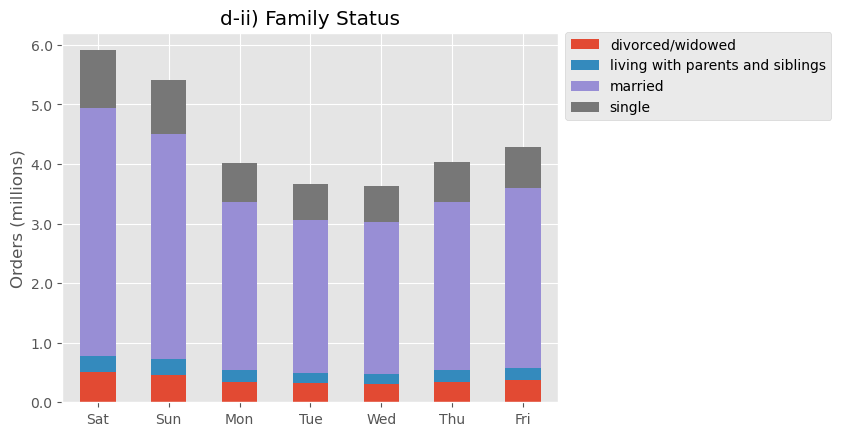 d-ii) Family Status
divorced/widowed
living with parents and siblings
married
single
Orders (millions)
6.0
5.0
4.0
3.0
2.0
1.0
0.0
Sat Sun Mon Tue Wed Thu Fri